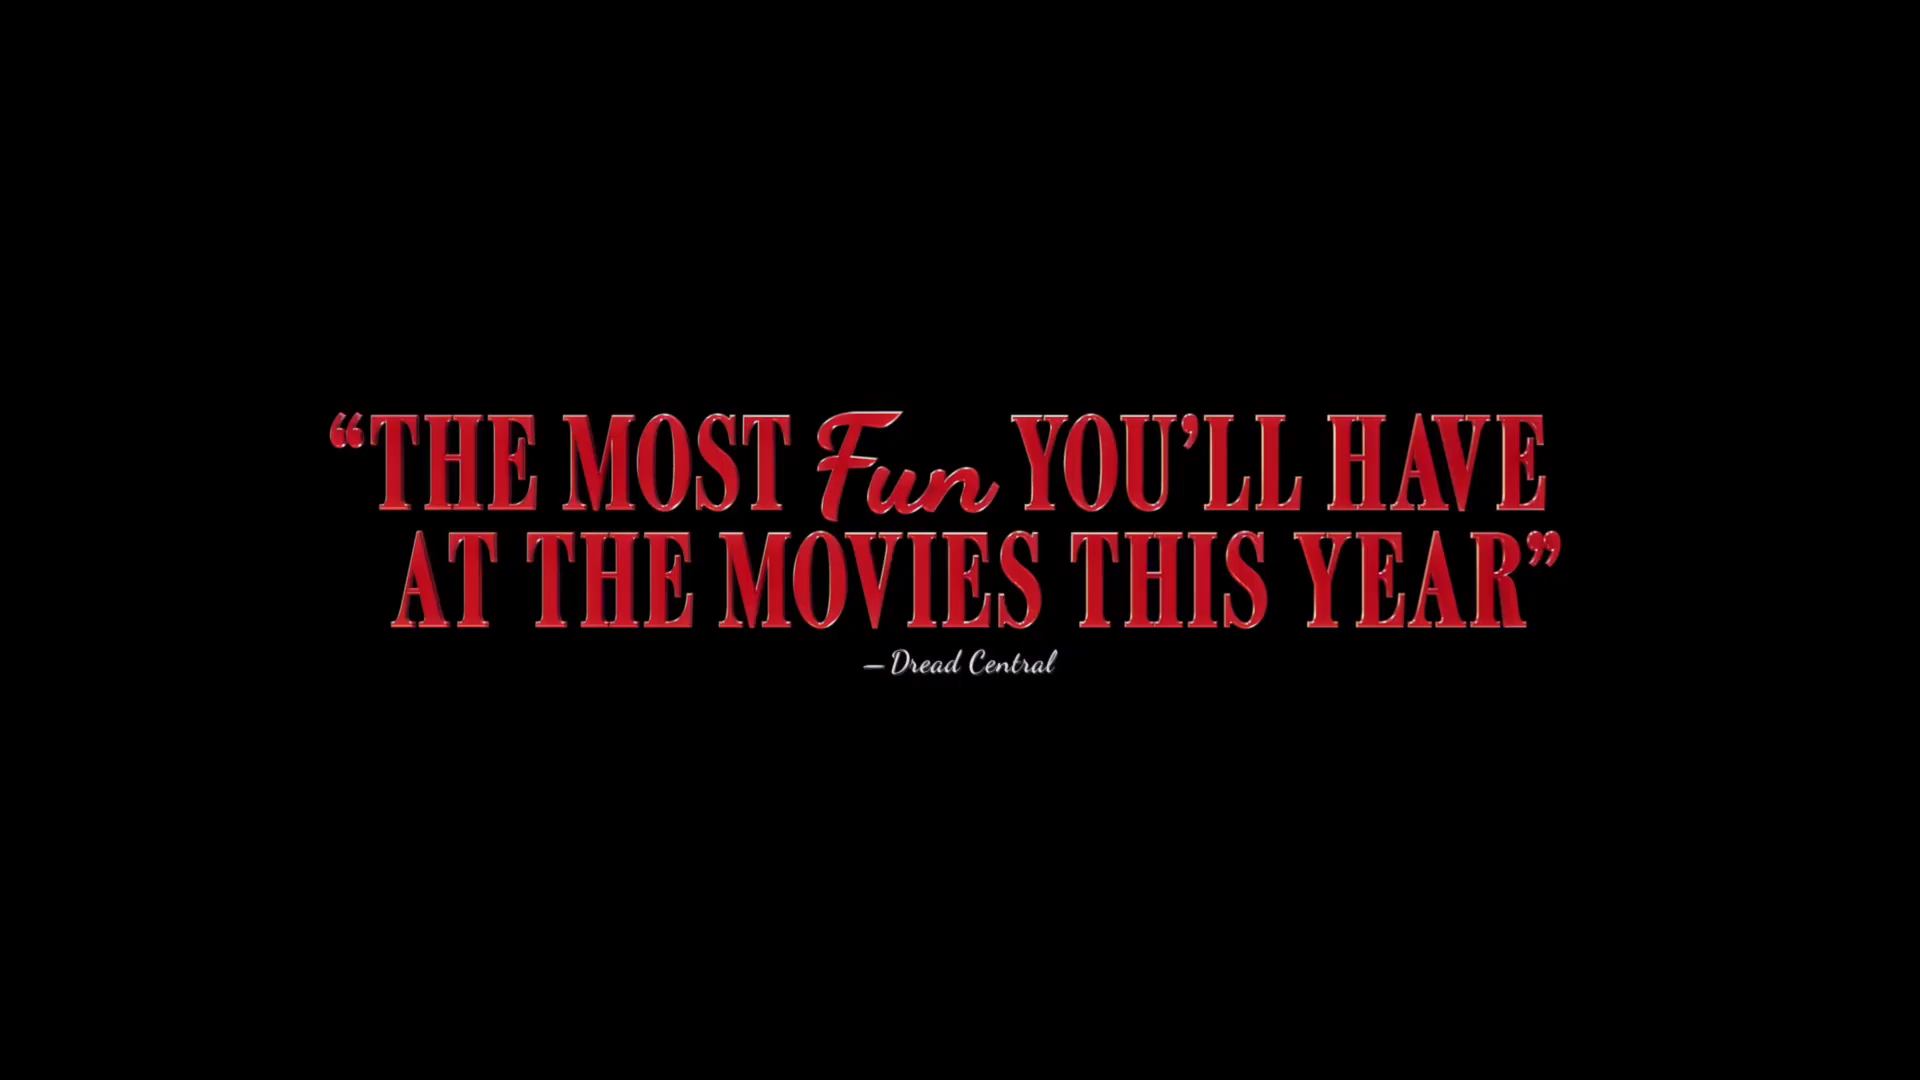 “THE MOST Fun YOU’LL HAVE
AT THE MOVIES THIS YEAR”
– Dread Central